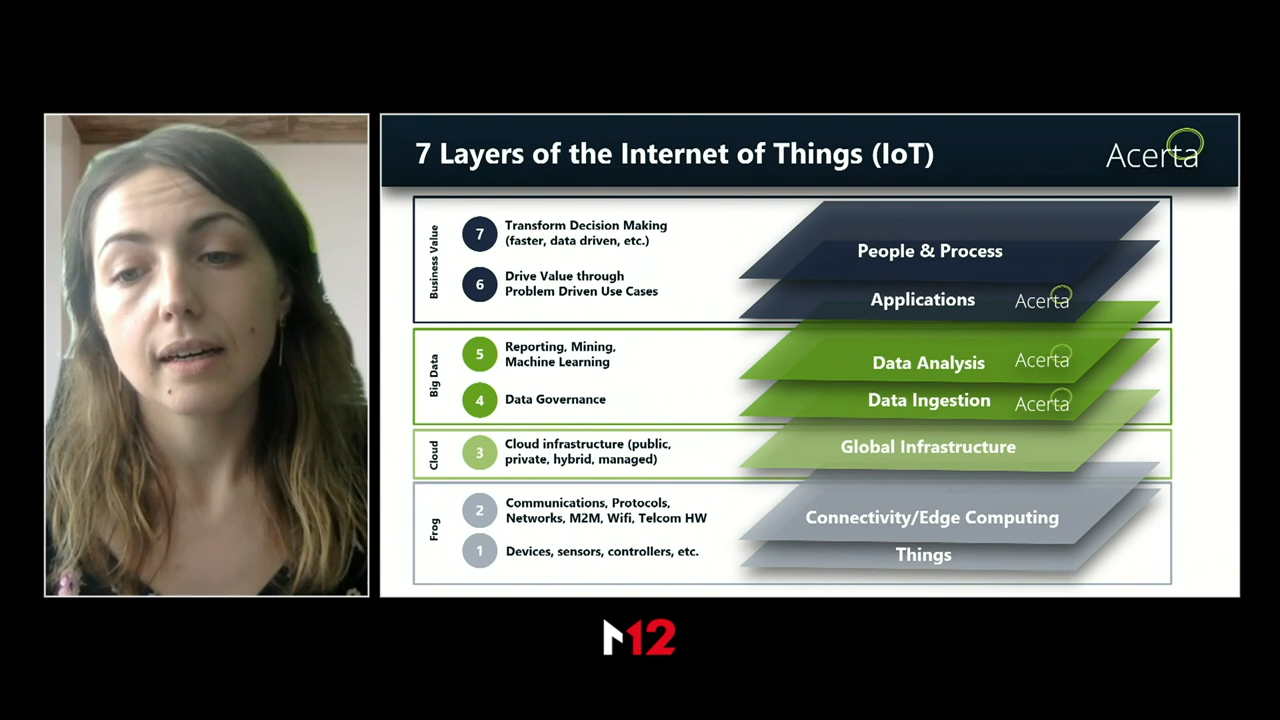 7 Layers of the Internet of Things (IoT)
Acerta
Business Value
7
Transform Decision Making
(faster, data driven, etc.)
People & Process
6
Drive Value through
Problem Driven Use Cases
Applications
Acerta
Big Data
5
Reporting, Mining,
Machine Learning
Data Analysis
Acerta
4
Data Governance
Data Ingestion
Acerta
Cloud
3
Cloud infrastructure (public,
private, hybrid, managed)
Global Infrastructure
Frog
2
Communications, Protocols,
Networks, M2M, Wifi, Telcom HW
Connectivity/Edge Computing
1
Devices, sensors, controllers, etc.
Things
M12